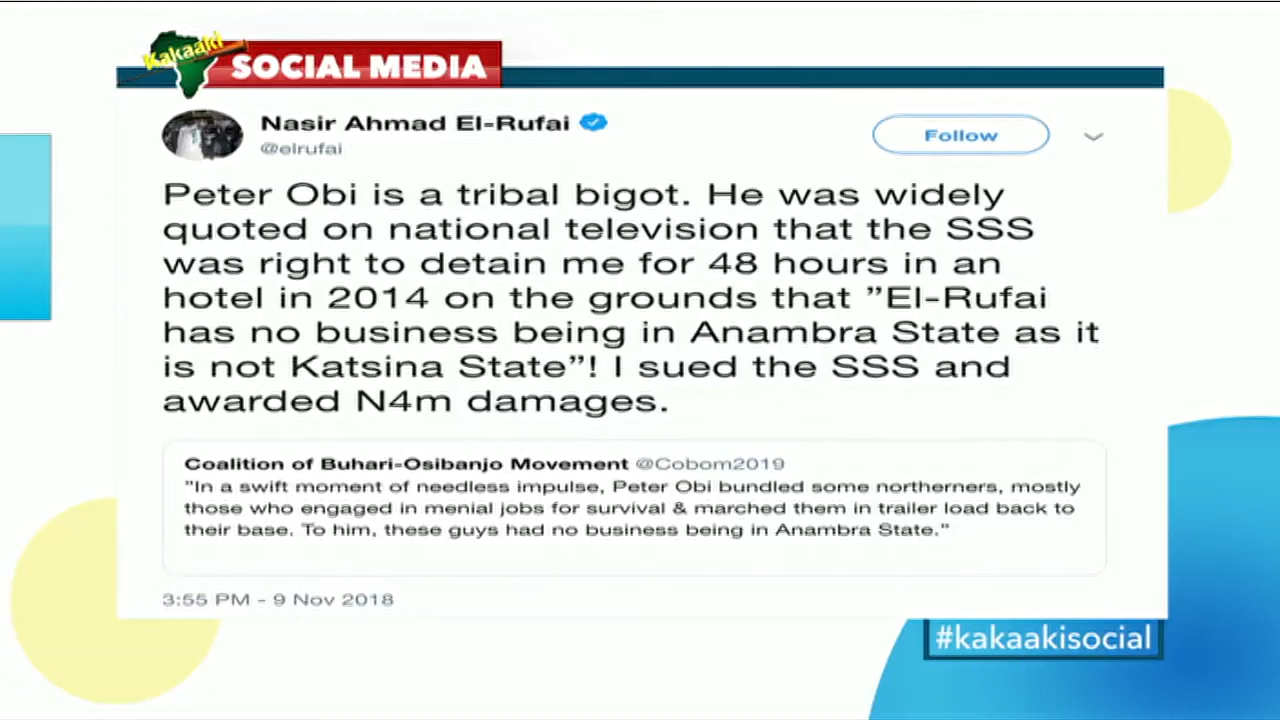 Kakaaki
SOCIAL MEDIA
Nasir Ahmad El-Rufai
@elrufai
Follow
Peter Obi is a tribal bigot. He was widely
quoted on national television that the SSS
was right to detain me for 48 hours in an
hotel in 2014 on the grounds that ”El-Rufai
has no business being in Anambra State as it
is not Katsina State”! I sued the SSS and
awarded N4m damages.
Coalition of Buhari-Osibanjo Movement @Cobom2019
"In a swift moment of needless impulse, Peter Obi bundled some northerners, mostly
those who engaged in menial jobs for survival & marched them in trailer load back to
their base. To him, these guys had no business being in Anambra State."
3:55 PM - 9 Nov 2018
#kakaakisocial